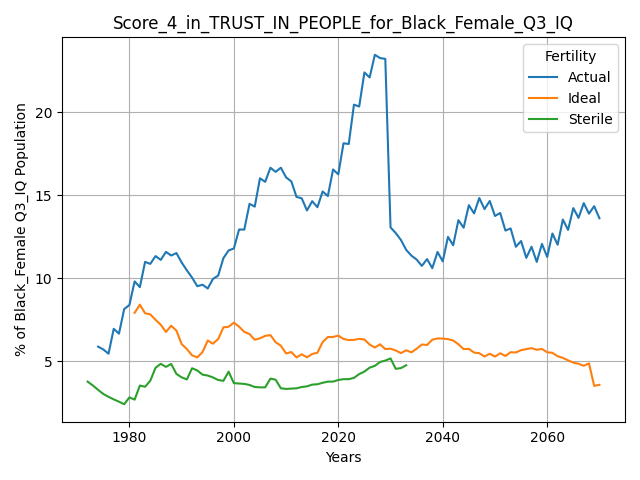 Score_4_in_TRUST_IN_PEOPLE_for_Black_Female_Q3_IQ
Fertility
Actual
Ideal
Sterile
% of Black_Female Q3_IQ Population
20
15
10
5
1980
2000
2020
2040
2060
Years